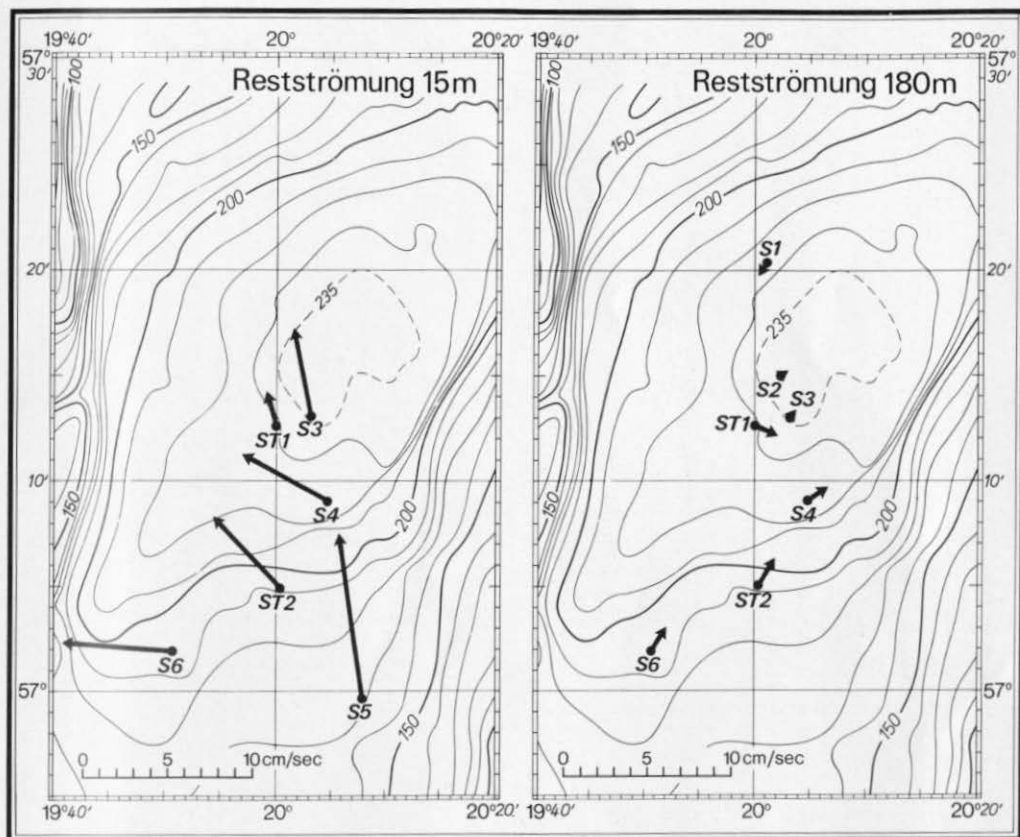 19°40' 20° 20°20'
57° 30'
Restströmung 15m
100
150
200
20'
235
ST1
S3
150
10'
S4
200
ST2
S6
57°
S5
150
0 5 10cm/sec
19°40' 20° 20°20'
19°40' 20° 20°20'
57° 30'
Restströmung 180m
100
150
200
S1
20'
235
S2
S3
ST1
150
10'
S4
200
ST2
S6
57°
150
0 5 10cm/sec
19°40' 20° 20°20'